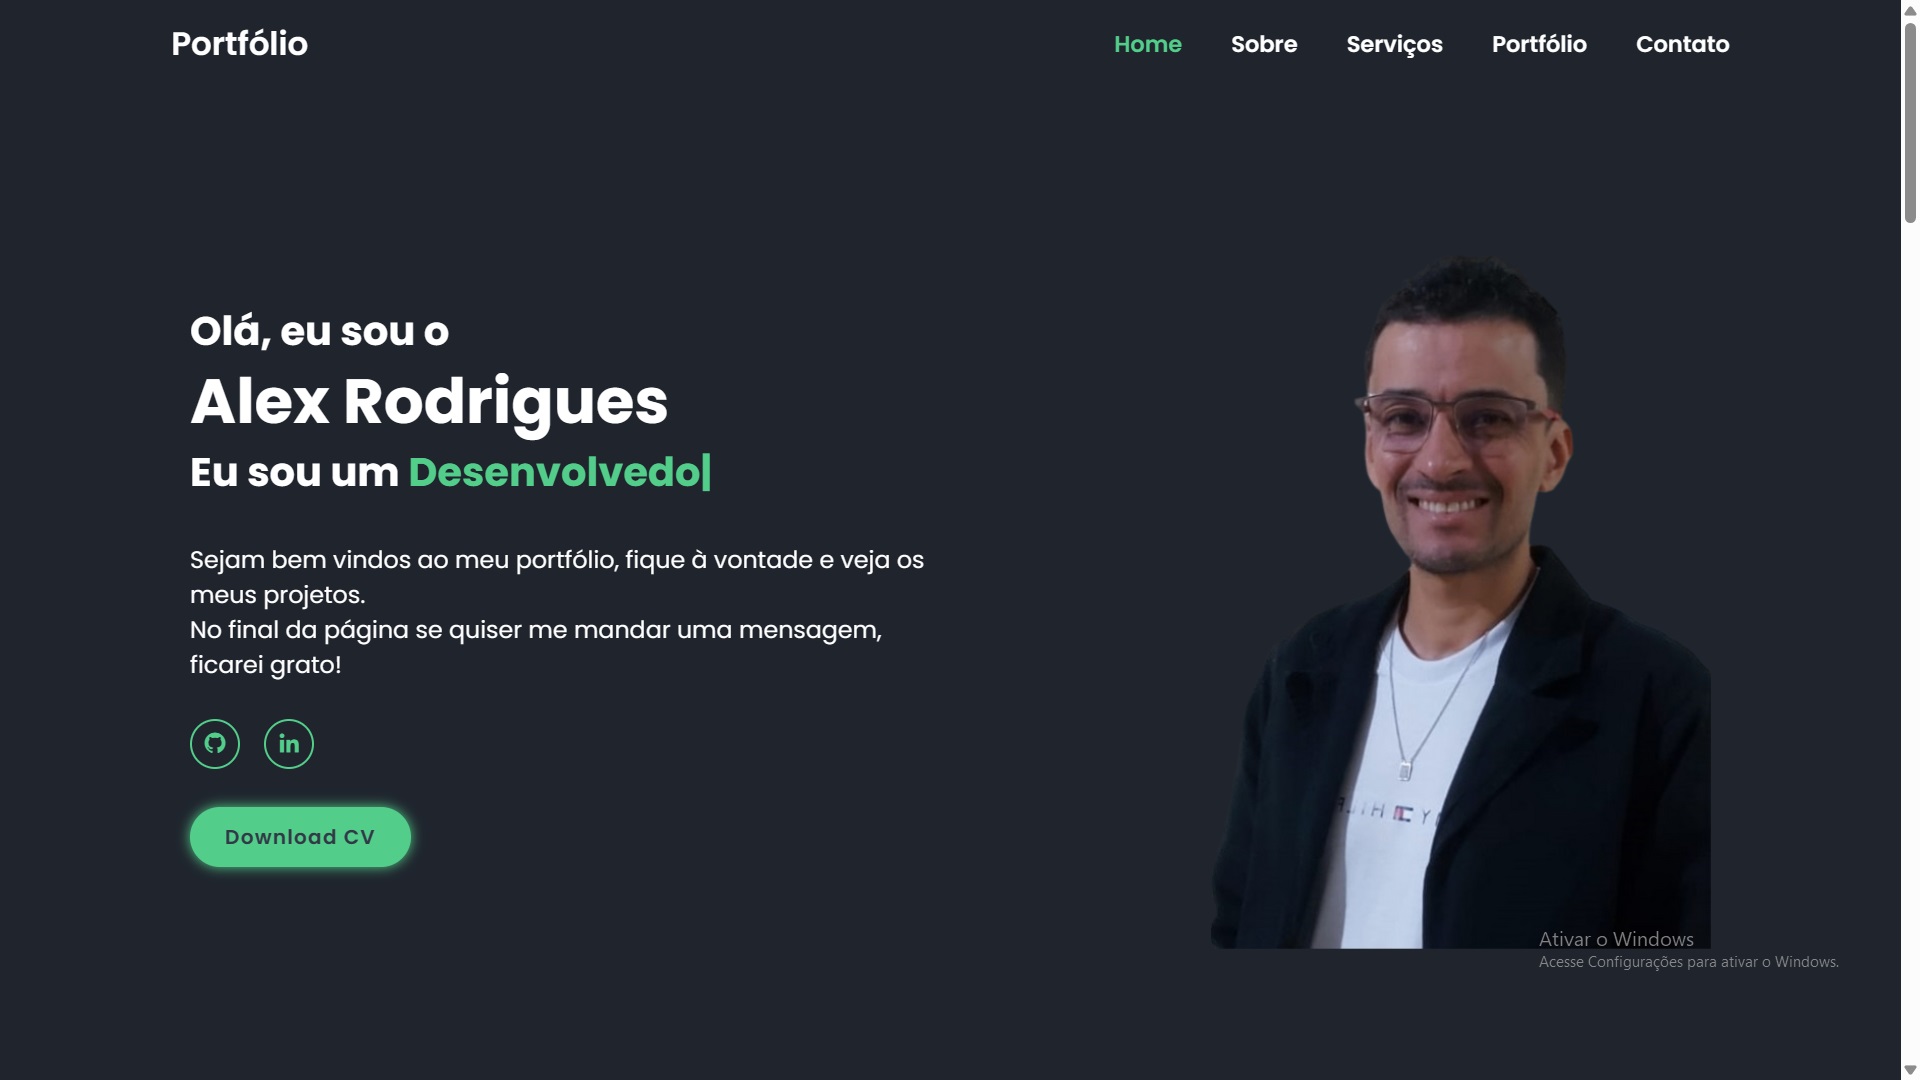 Portfólio
Home Sobre Serviços Portfólio Contato
Olá, eu sou o
Alex Rodrigues
Eu sou um Desenvolvedo|
Sejam bem vindos ao meu portfólio, fique à vontade e veja os
meus projetos.
No final da página se quiser me mandar uma mensagem,
ficarei grato!
in
Download CV
Ativar o Windows
Acesse Configurações para ativar o Windows.